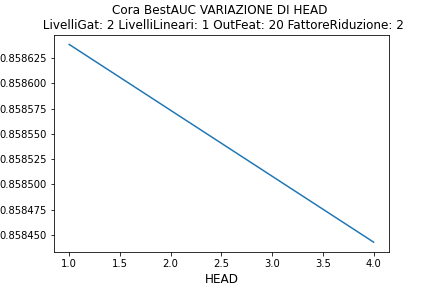 Cora BestAUC VARIAZIONE DI HEAD
LivelliGat: 2 LivelliLineari: 1 OutFeat: 20 FattoreRiduzione: 2
0.858625
0.858600
0.858575
0.858550
0.858525
0.858500
0.858475
0.858450
1.0 1.5 2.0 2.5 3.0 3.5 4.0
HEAD